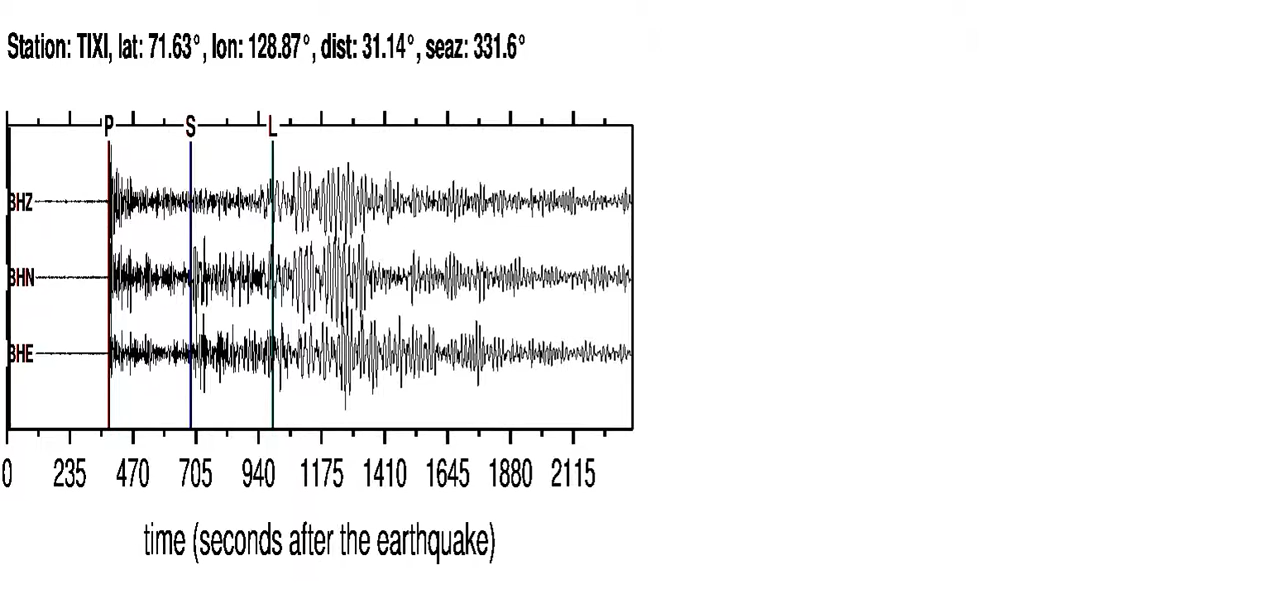 Station: TIXI, lat: 71.63°, lon: 128.87°, dist: 31.14°, seaz: 331.6°
P S L
BHZ
BHN
BHE
0 235 470 705 940 1175 1410 1645 1880 2115
time (seconds after the earthquake)